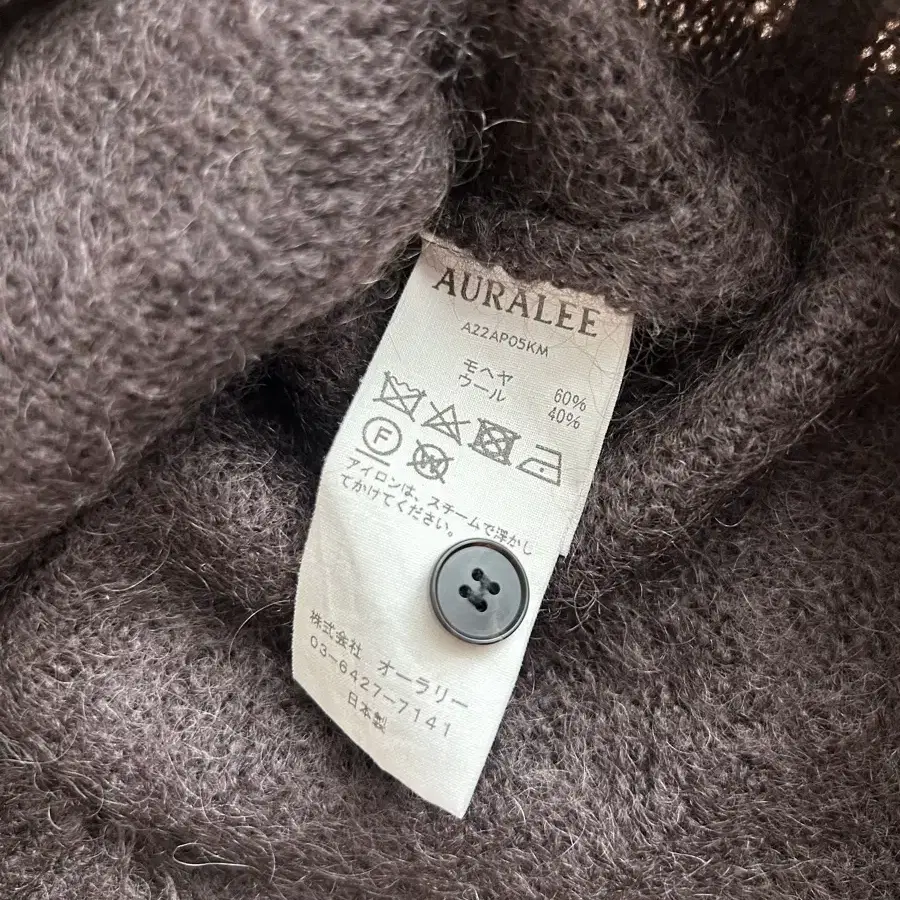 AURALEE
A22AP05KM
モヘヤ 60%
ウール 40%
F
W
アイロンは、スチームで浮かし
てかけてください。
株式会社 オーラリー
03-6427-7141
日本製